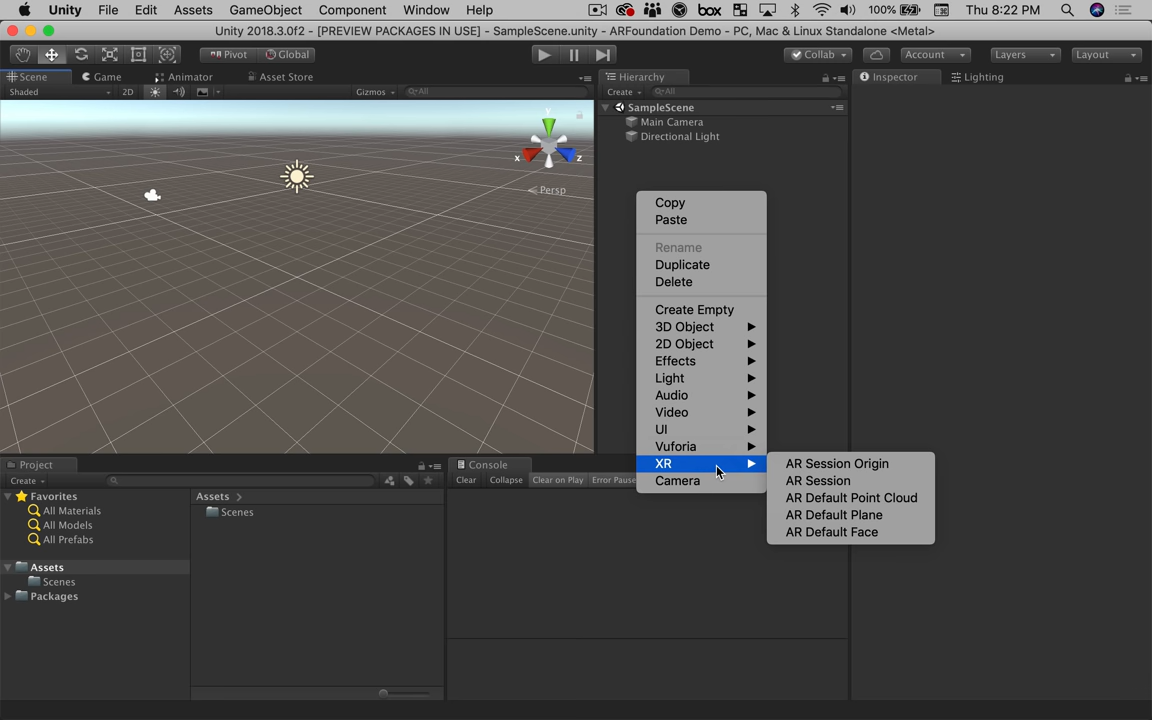 Unity File Edit Assets GameObject Component Window Help box 100% Thu 8:22 PM
Unity 2018.3.0f2 - [PREVIEW PACKAGES IN USE] - SampleScene.unity - ARFoundation Demo - PC, Mac & Linux Standalone <Metal>
Pivot Global Collab Account Layers Layout
Scene Game Animator Asset Store Hierarchy Inspector Lighting
Shaded 2D Gizmos All Create All
SampleScene
Main Camera
Directional Light
y
x z
Persp
Copy
Paste
Rename
Duplicate
Delete
Create Empty
3D Object
2D Object
Effects
Light
Audio
Video
UI
Vuforia
XR
Camera
AR Session Origin
AR Session
AR Default Point Cloud
AR Default Plane
AR Default Face
Project Console
Create Clear Collapse Clear on Play Error Pause
Favorites
All Materials
All Models
All Prefabs
Assets
Scenes
Packages
Assets
Scenes